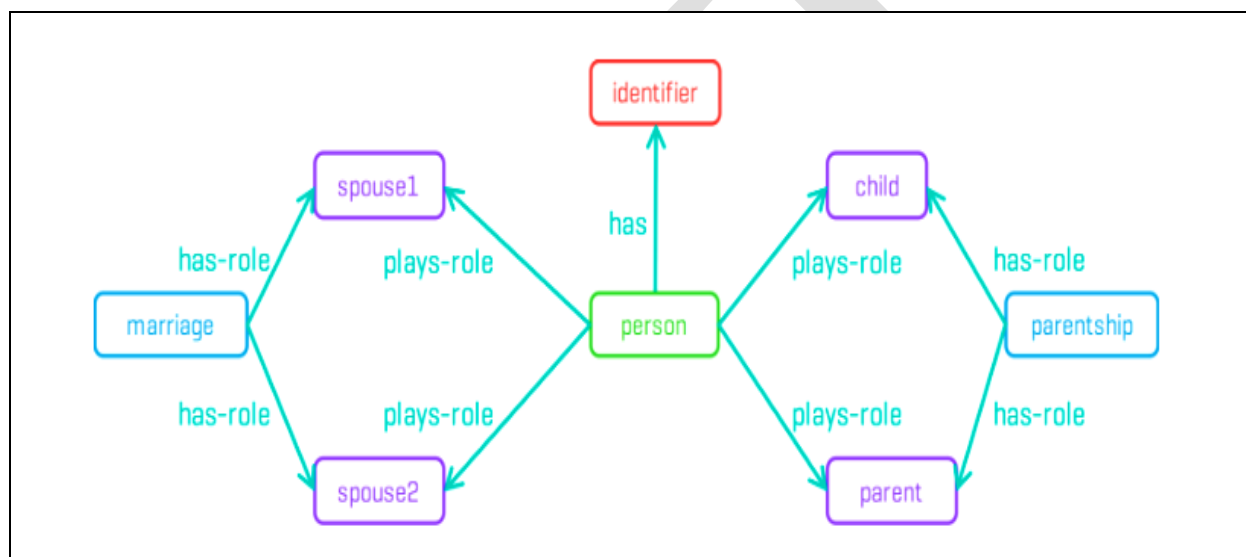 identifier
spouse1
child
has
has-role
plays-role
plays-role
has-role
marriage
person
parentship
has-role
plays-role
plays-role
has-role
spouse2
parent